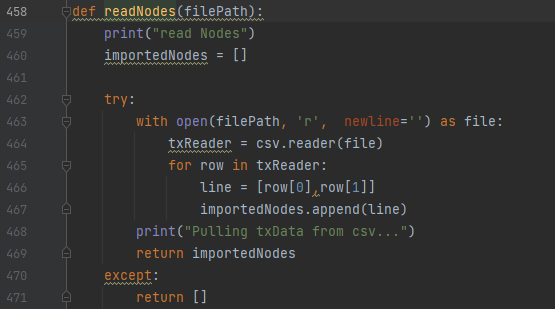 458 def readNodes(filePath):
459     print("read Nodes")
460     importedNodes = []
461
462     try:
463         with open(filePath, 'r',  newline='') as file:
464             txReader = csv.reader(file)
465             for row in txReader:
466                 line = [row[0],row[1]]
467                 importedNodes.append(line)
468         print("Pulling txData from csv...")
469         return importedNodes
470     except:
471         return []